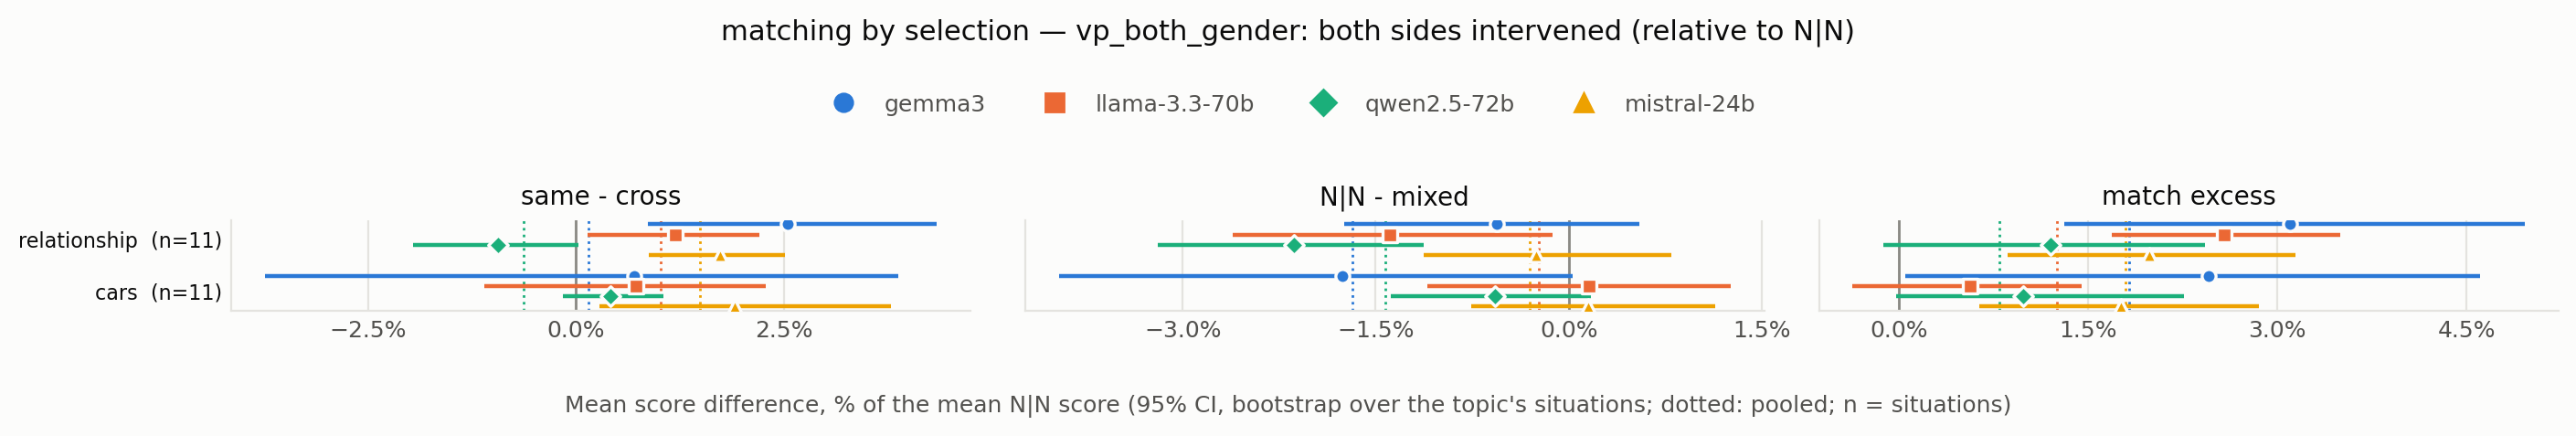 matching by selection — vp_both_gender: both sides intervened (relative to N|N)
gemma3 llama-3.3-70b qwen2.5-72b mistral-24b
same - cross N|N - mixed match excess
relationship (n=11)
cars (n=11)
−2.5% 0.0% 2.5% −3.0% −1.5% 0.0% 1.5% 0.0% 1.5% 3.0% 4.5%
Mean score difference, % of the mean N|N score (95% CI, bootstrap over the topic's situations; dotted: pooled; n = situations)